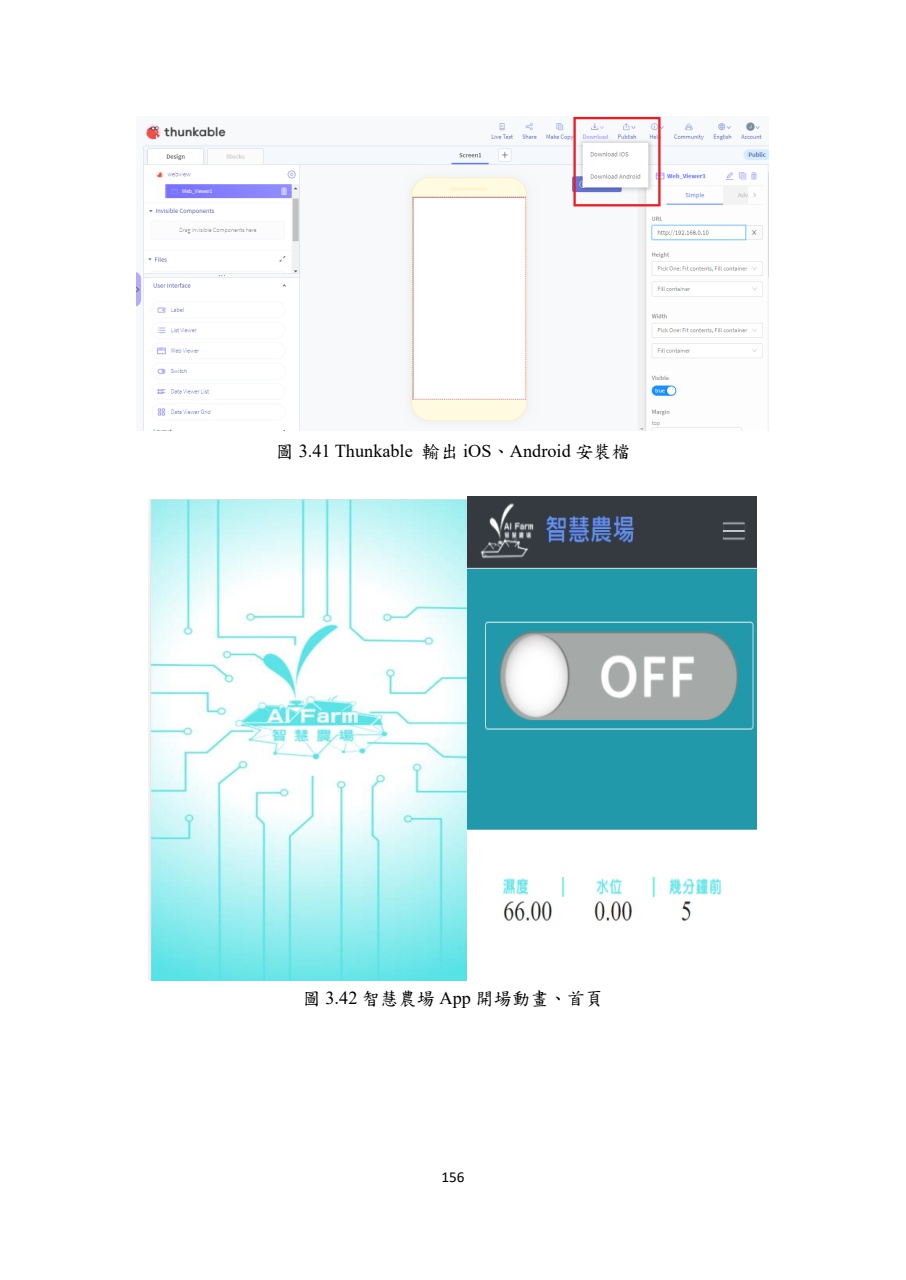 thunkable
Live Test Share Make Copy Download Publish Help Community English Account
Design Blocks
Screen1 +
Public
Download iOS
Download Android
webview
Web_Viewer1
Invisible Components
Drag Invisible Components here
Files
User Interface
Label
List Viewer
Web Viewer
Switch
Data Viewer List
Data Viewer Grid
Web_Viewer1
Simple Adv
URL
http://192.168.0.10 X
Height
Pick One: Fit contents, Fill container
Fill container
Width
Pick One: Fit contents, Fill container
Fill container
Visible
true
Margin
top
圖 3.41 Thunkable 輸出 iOS、Android 安裝檔
AI Farm
智慧農場
AI Farm
智慧農場
智慧農場
OFF
濕度 | 水位 | 幾分鐘前
66.00 0.00 5
圖 3.42 智慧農場 App 開場動畫、首頁
156